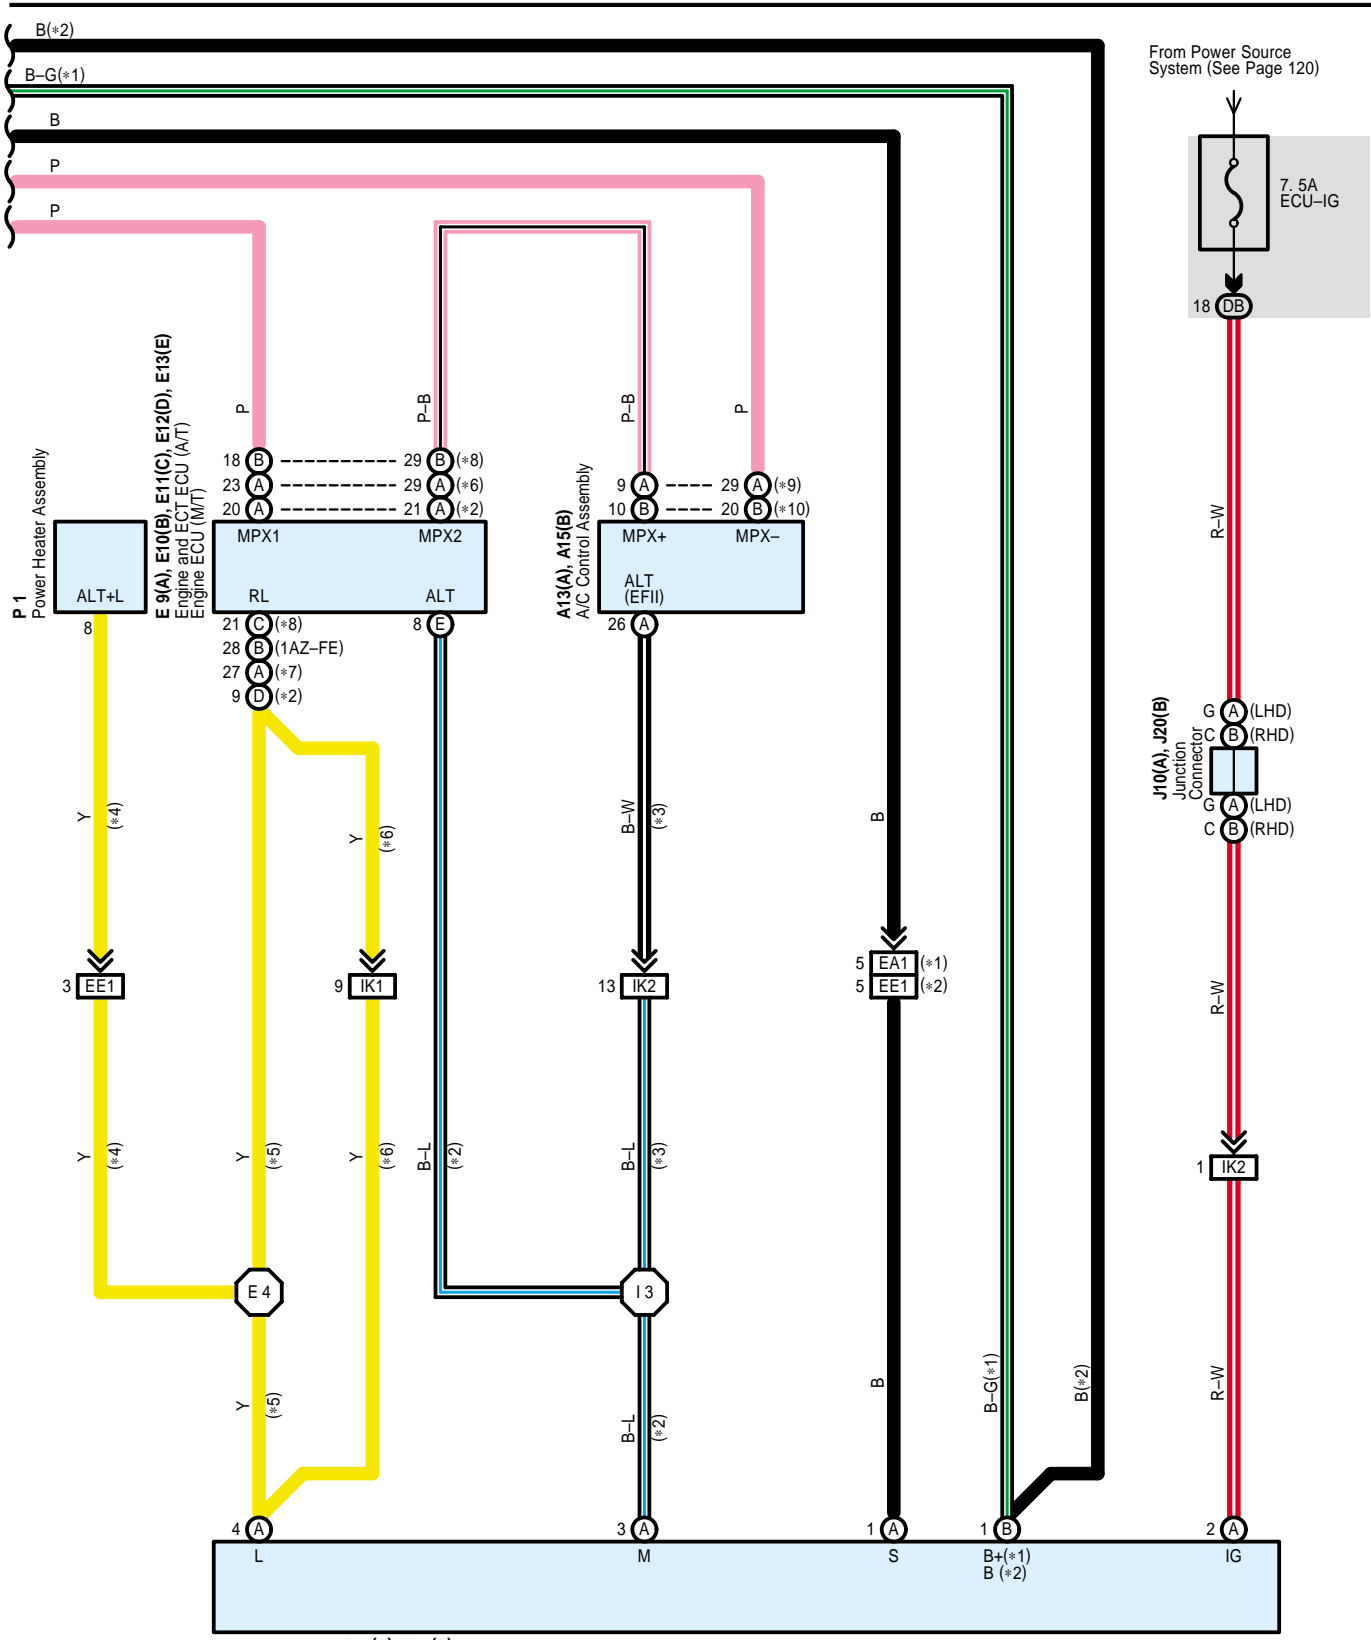 B(∗2)
B–G(∗1)
B
P
P
From Power Source
System (See Page 120)
7. 5A
ECU–IG
18 DB
P
P–B
P–B
P
R–W
P 1
Power Heater Assembly
E 9(A), E10(B), E11(C), E12(D), E13(E)
Engine and ECT ECU (A/T)
Engine ECU (M/T)
A13(A), A15(B)
A/C Control Assembly
18 B 29 B (∗8)
23 A 29 A (∗6)
20 A 21 A (∗2)
9 A 29 A (∗9)
10 B 20 B (∗10)
MPX1 MPX2
MPX+ MPX–
ALT+L
RL ALT
ALT
(EFII)
8
21 C (∗8)
28 B (1AZ–FE)
27 A (∗7)
9 D (∗2)
8 E
26 A
J10(A), J20(B)
Junction
Connector
G A (LHD)
C B (RHD)
G A (LHD)
C B (RHD)
Y
(∗4)
Y
(∗6)
B–W
(∗3)
B
3 EE1
9 IK1
13 IK2
5 EA1 (∗1)
5 EE1 (∗2)
R–W
Y
(∗4)
Y
(∗5)
Y
(∗6)
B–L
(∗2)
B–L
(∗3)
1 IK2
E 4
I 3
Y
(∗5)
B–L
(∗2)
B
B–G(∗1)
B(∗2)
R–W
4 A
3 A
1 A
1 B
2 A
L
M
S
B+(∗1)
B (∗2)
IG